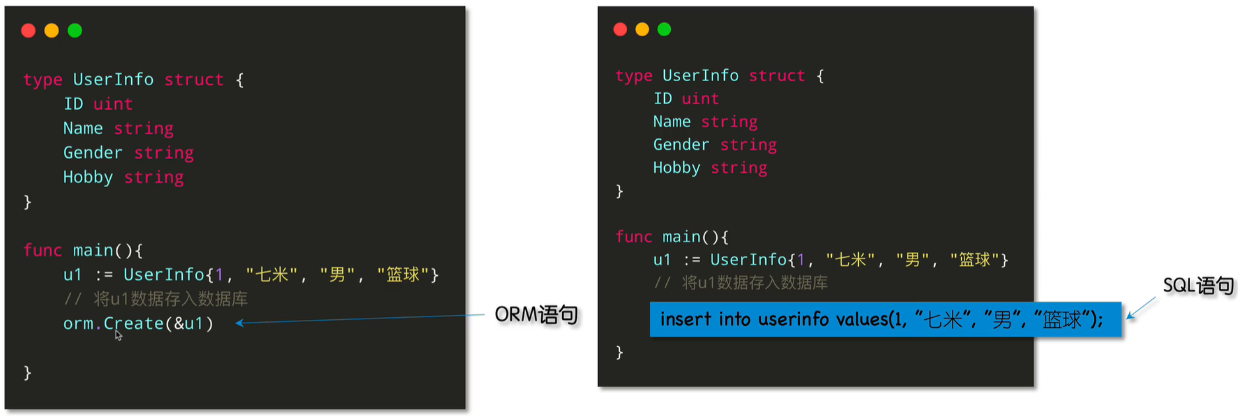 type UserInfo struct {
ID uint
Name string
Gender string
Hobby string
}
func main(){
u1 := UserInfo{1, "七米", "男", "篮球"}
// 将u1数据存入数据库
orm.Create(&u1)
}
ORM语句
type UserInfo struct {
ID uint
Name string
Gender string
Hobby string
}
func main(){
u1 := UserInfo{1, "七米", "男", "篮球"}
// 将u1数据存入数据库
insert into userinfo values(1, "七米", "男", "篮球");
}
SQL语句